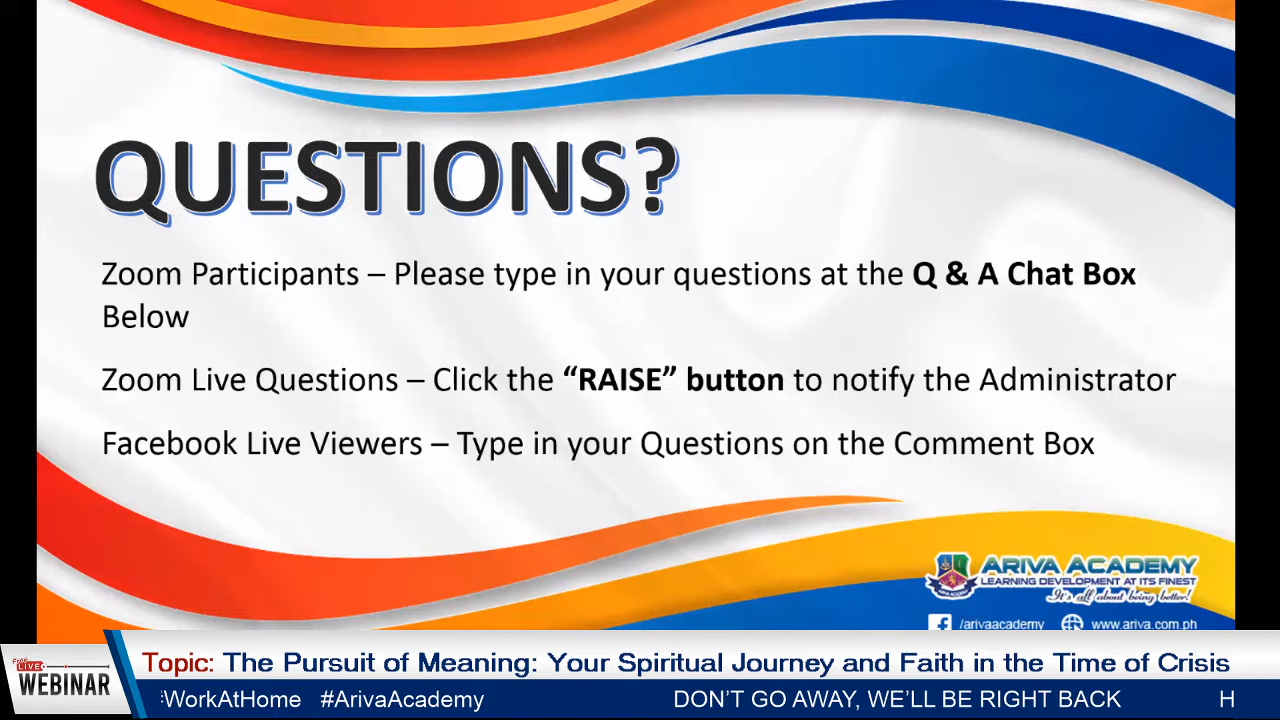 QUESTIONS?
Zoom Participants – Please type in your questions at the Q & A Chat Box
Below
Zoom Live Questions – Click the “RAISE” button to notify the Administrator
Facebook Live Viewers – Type in your Questions on the Comment Box
ARIVA ACADEMY
LEARNING DEVELOPMENT AT ITS FINEST
It's all about being better!
/arivaacademy www.ariva.com.ph
LIVE
WEBINAR
Topic: The Pursuit of Meaning: Your Spiritual Journey and Faith in the Time of Crisis
#WorkAtHome #ArivaAcademy DON'T GO AWAY, WE'LL BE RIGHT BACK H